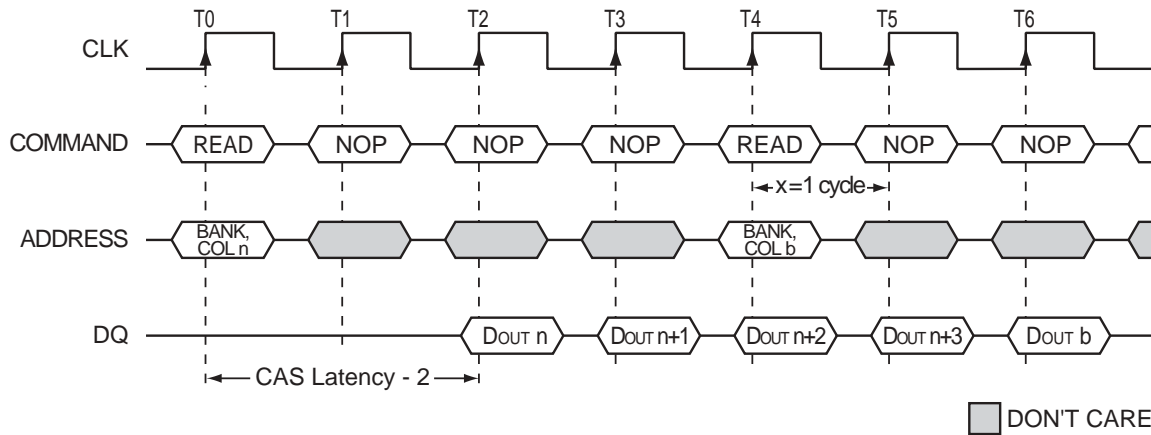 T0 T1 T2 T3 T4 T5 T6
CLK
COMMAND READ NOP NOP NOP READ NOP NOP
x=1 cycle
ADDRESS BANK, COL n BANK, COL b
DQ DOUT n DOUT n+1 DOUT n+2 DOUT n+3 DOUT b
CAS Latency - 2
DON'T CARE